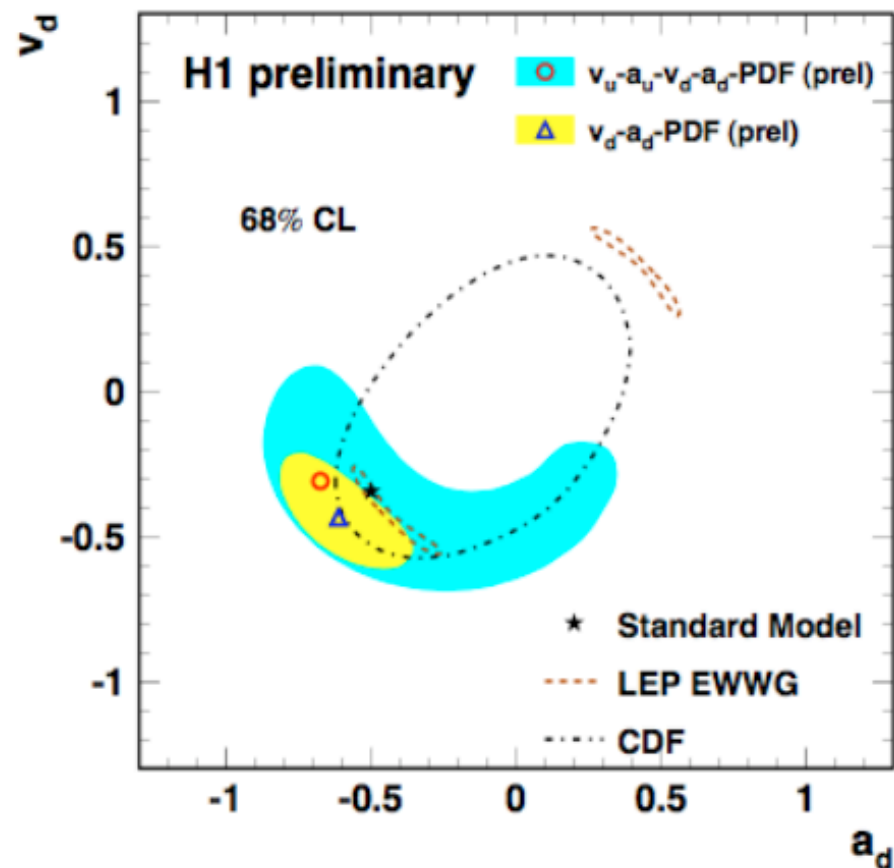 v_d
H1 preliminary
v_u-a_u-v_d-a_d-PDF (prel)
v_d-a_d-PDF (prel)
68% CL
1
0.5
0
-0.5
-1
Standard Model
LEP EWWG
CDF
-1 -0.5 0 0.5 1
a_d